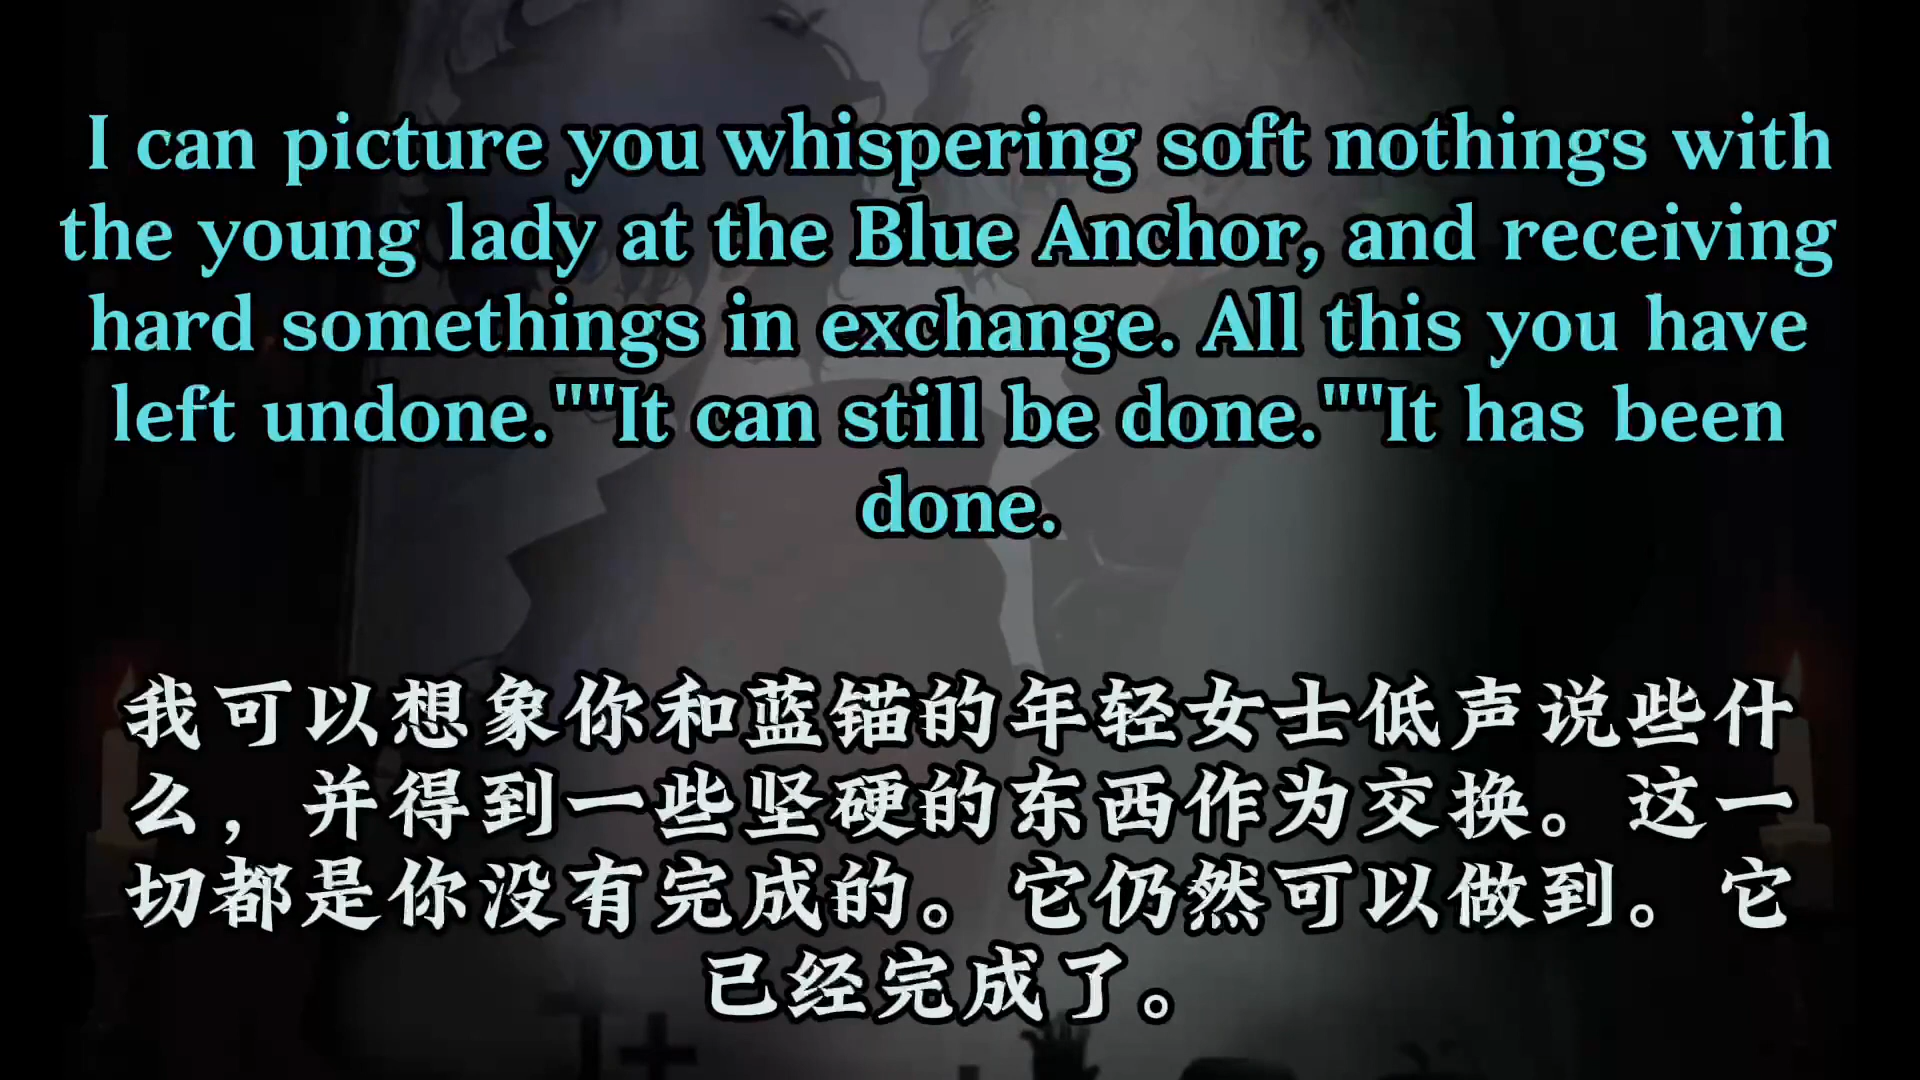 I can picture you whispering soft nothings with
the young lady at the Blue Anchor, and receiving
hard somethings in exchange. All this you have
left undone.""It can still be done.""It has been
done.
我可以想象你和蓝锚的年轻女士低声说些什
么，并得到一些坚硬的东西作为交换。这一
切都是你没有完成的。它仍然可以做到。它
已经完成了。